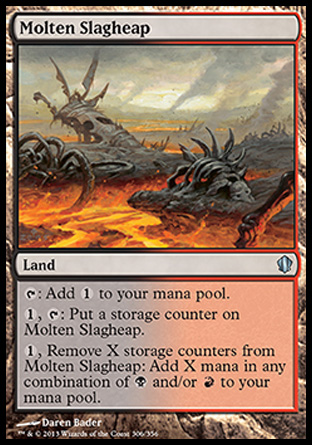 Molten Slagheap
Land
: Add 1 to your mana pool.
1, : Put a storage counter on
Molten Slagheap.
1, Remove X storage counters from
Molten Slagheap: Add X mana in any
combination of and/or to your
mana pool.
Daren Bader
™ & © 2013 Wizards of the Coast 306/356